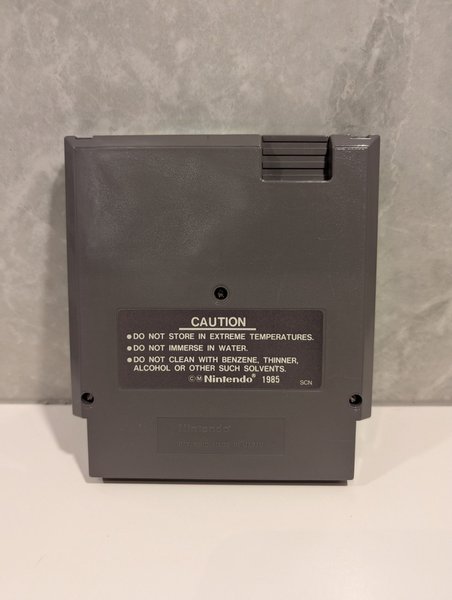 CAUTION
●DO NOT STORE IN EXTREME TEMPERATURES.
●DO NOT IMMERSE IN WATER.
●DO NOT CLEAN WITH BENZENE, THINNER,
ALCOHOL OR OTHER SUCH SOLVENTS.
©M Nintendo® 1985 SCN
Nintendo®